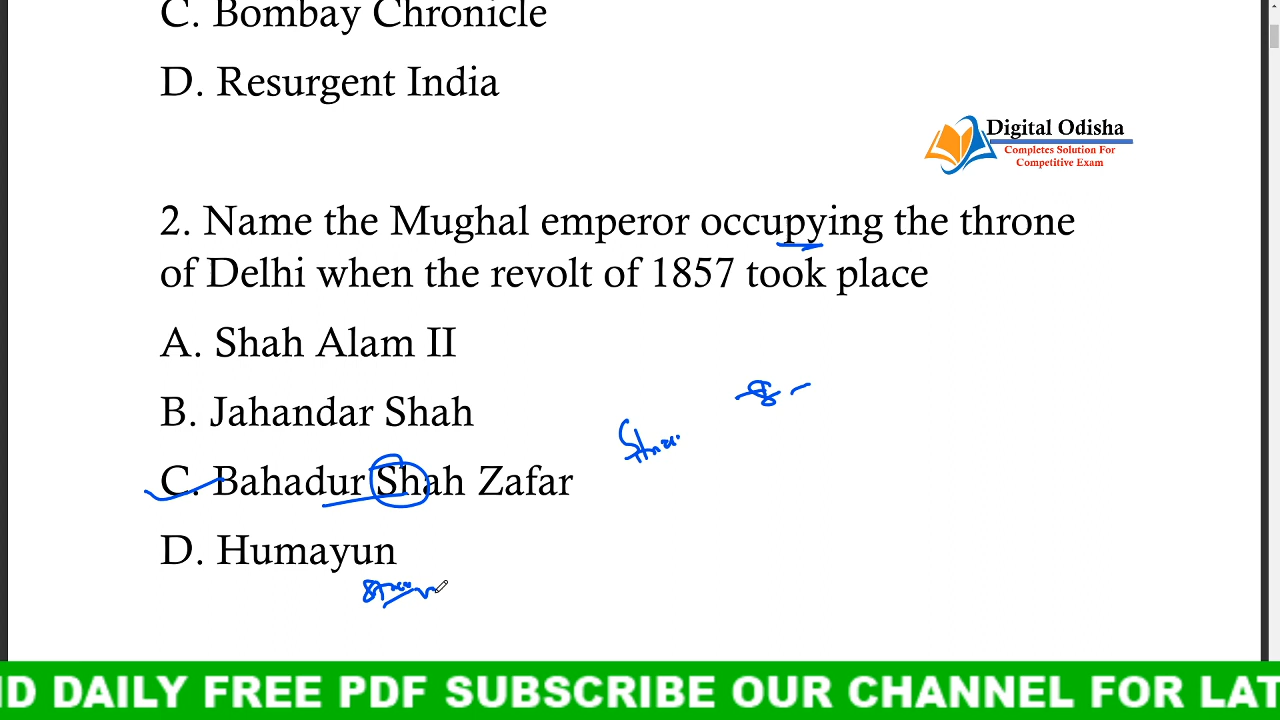 C. Bombay Chronicle
D. Resurgent India
Digital Odisha
Completes Solution For
Competitive Exam
2. Name the Mughal emperor occupying the throne
of Delhi when the revolt of 1857 took place
A. Shah Alam II
B. Jahandar Shah
C. Bahadur Shah Zafar
D. Humayun
ND DAILY FREE PDF SUBSCRIBE OUR CHANNEL FOR LAT